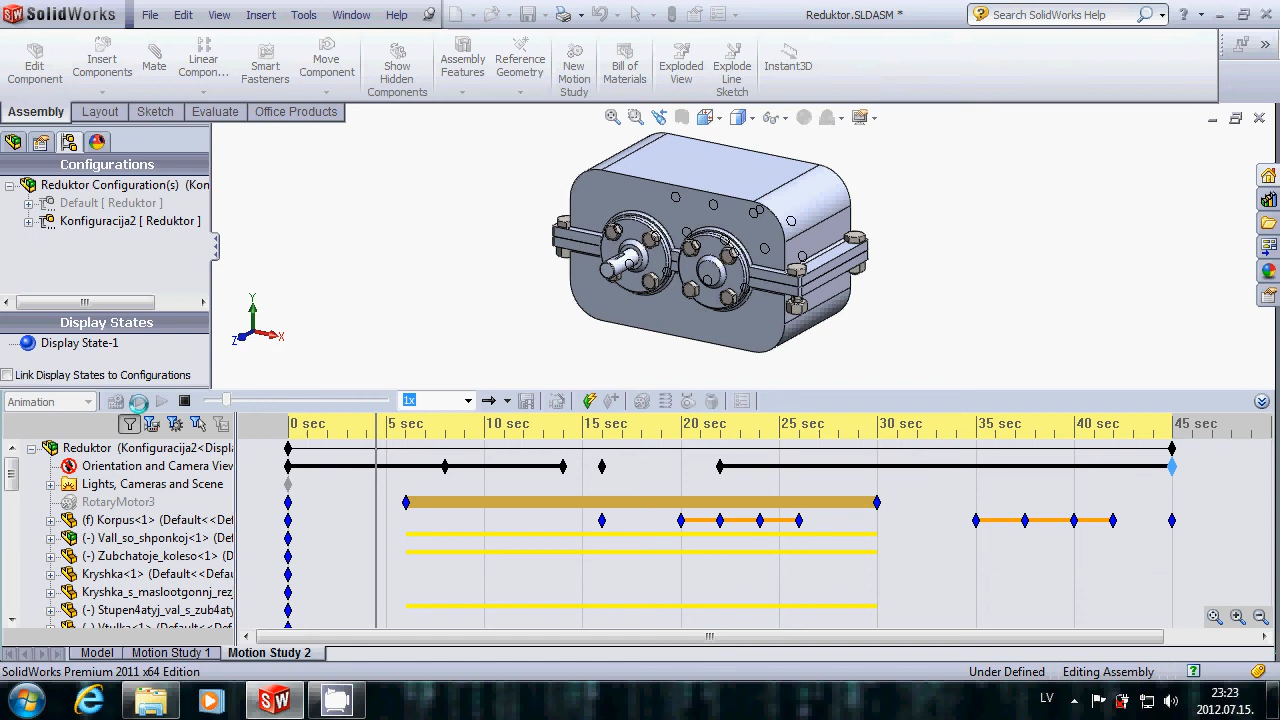 SolidWorks File Edit View Insert Tools Window Help Reduktor.SLDASM * Search SolidWorks Help
Edit Component
Insert Components
Mate
Linear Compon...
Smart Fasteners
Move Component
Show Hidden Components
Assembly Features
Reference Geometry
New Motion Study
Bill of Materials
Exploded View
Explode Line Sketch
Instant3D
Assembly Layout Sketch Evaluate Office Products
Configurations
Reduktor Configuration(s) (Kon
Default [ Reduktor ]
Konfiguracija2 [ Reduktor ]
Display States
Display State-1
Link Display States to Configurations
Y
Z X
Animation 1x
0 sec 5 sec 10 sec 15 sec 20 sec 25 sec 30 sec 35 sec 40 sec 45 sec
Reduktor (Konfiguracija2<Displa
Orientation and Camera View
Lights, Cameras and Scene
RotaryMotor3
(f) Korpus<1> (Default<<Def
(-) Vall_so_shponkoj<1> (De
(-) Zubchatoje_koleso<1> (D
Kryshka<1> (Default<<Defau
Kryshka_s_maslootgonnj_rez
(-) Stupen4atyj_val_s_zub4at
Model Motion Study 1 Motion Study 2
SolidWorks Premium 2011 x64 Edition Under Defined Editing Assembly
LV 23:23
2012.07.15.